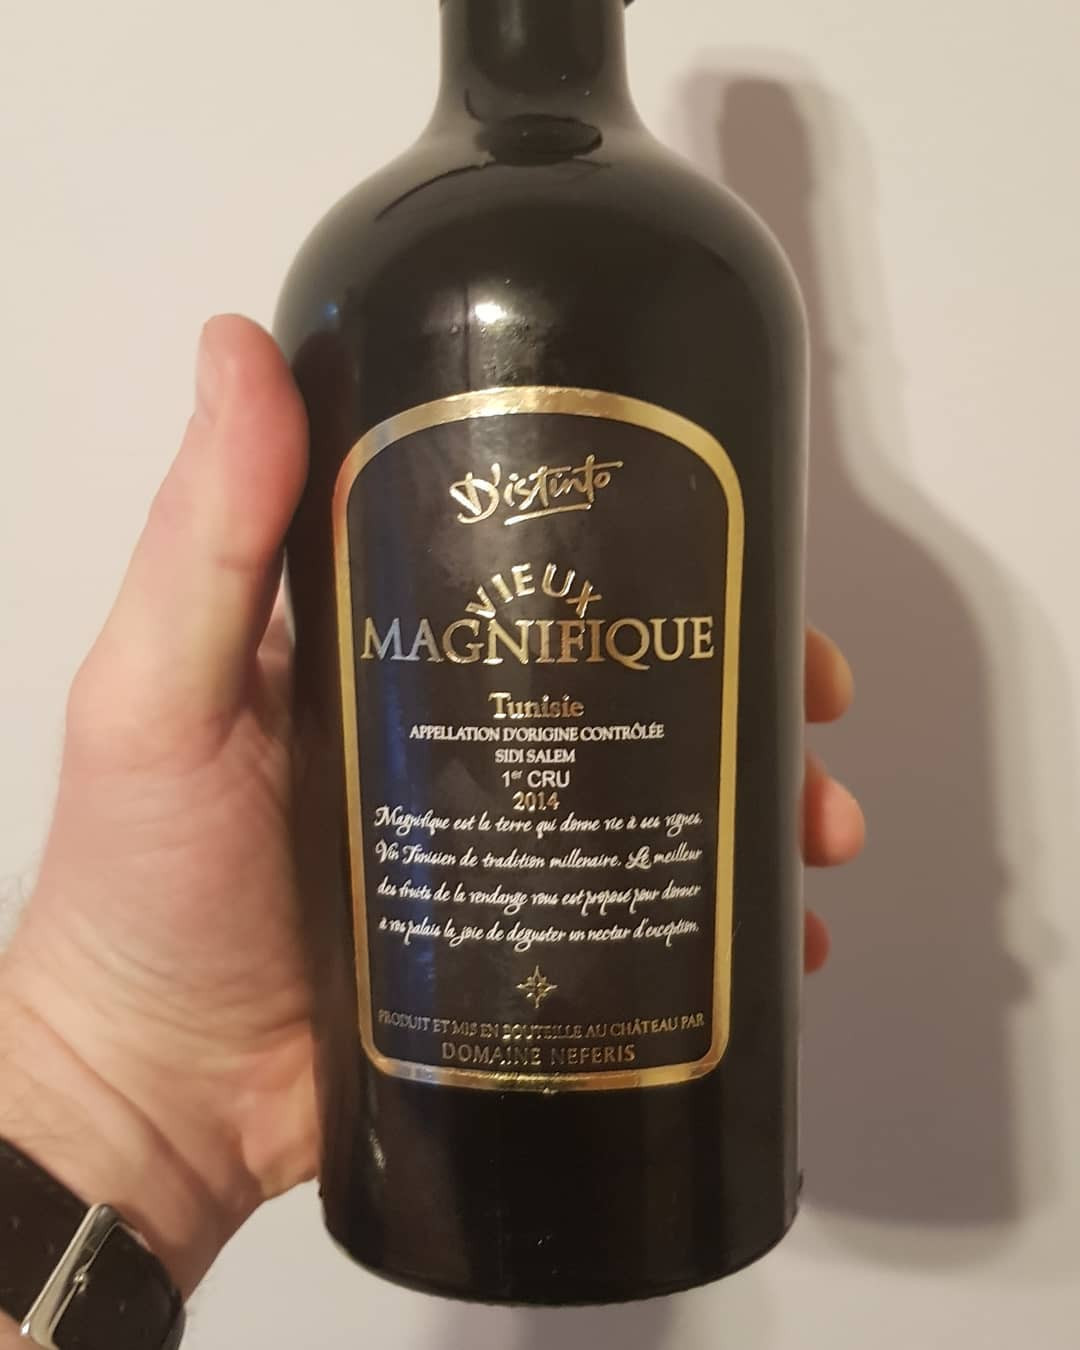 D'istinto
VIEUX
MAGNIFIQUE
Tunisie
APPELLATION D'ORIGINE CONTRÔLÉE
SIDI SALEM
1er CRU
2014
Magnifique est la terre qui donne vie à ses vignes.
Vin Tunisien de tradition millenaire. Le meilleur
des fruits de la vendange vous est proposé pour donner
à vos palais la joie de déguster un nectar d'exception.
PRODUIT ET MIS EN BOUTEILLE AU CHÂTEAU PAR
DOMAINE NEFERIS